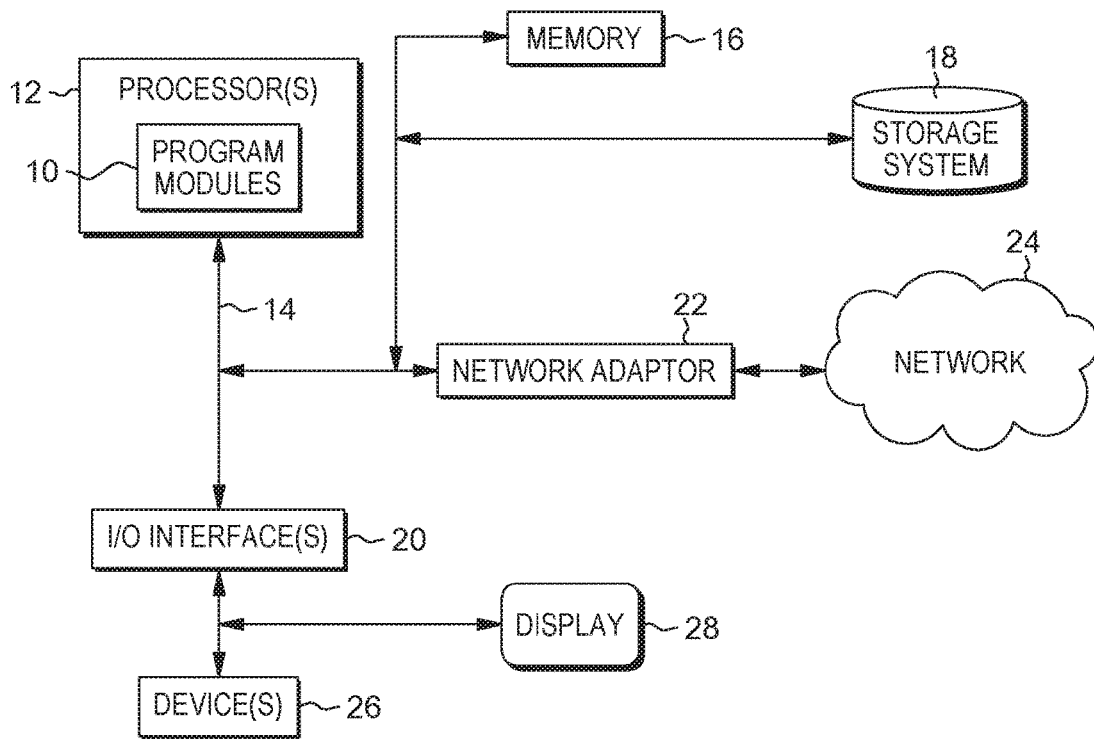 MEMORY
16
18
12
PROCESSOR(S)
STORAGE
SYSTEM
10
PROGRAM
MODULES
24
14
22
NETWORK ADAPTOR
NETWORK
I/O INTERFACE(S)
20
DISPLAY
28
DEVICE(S)
26